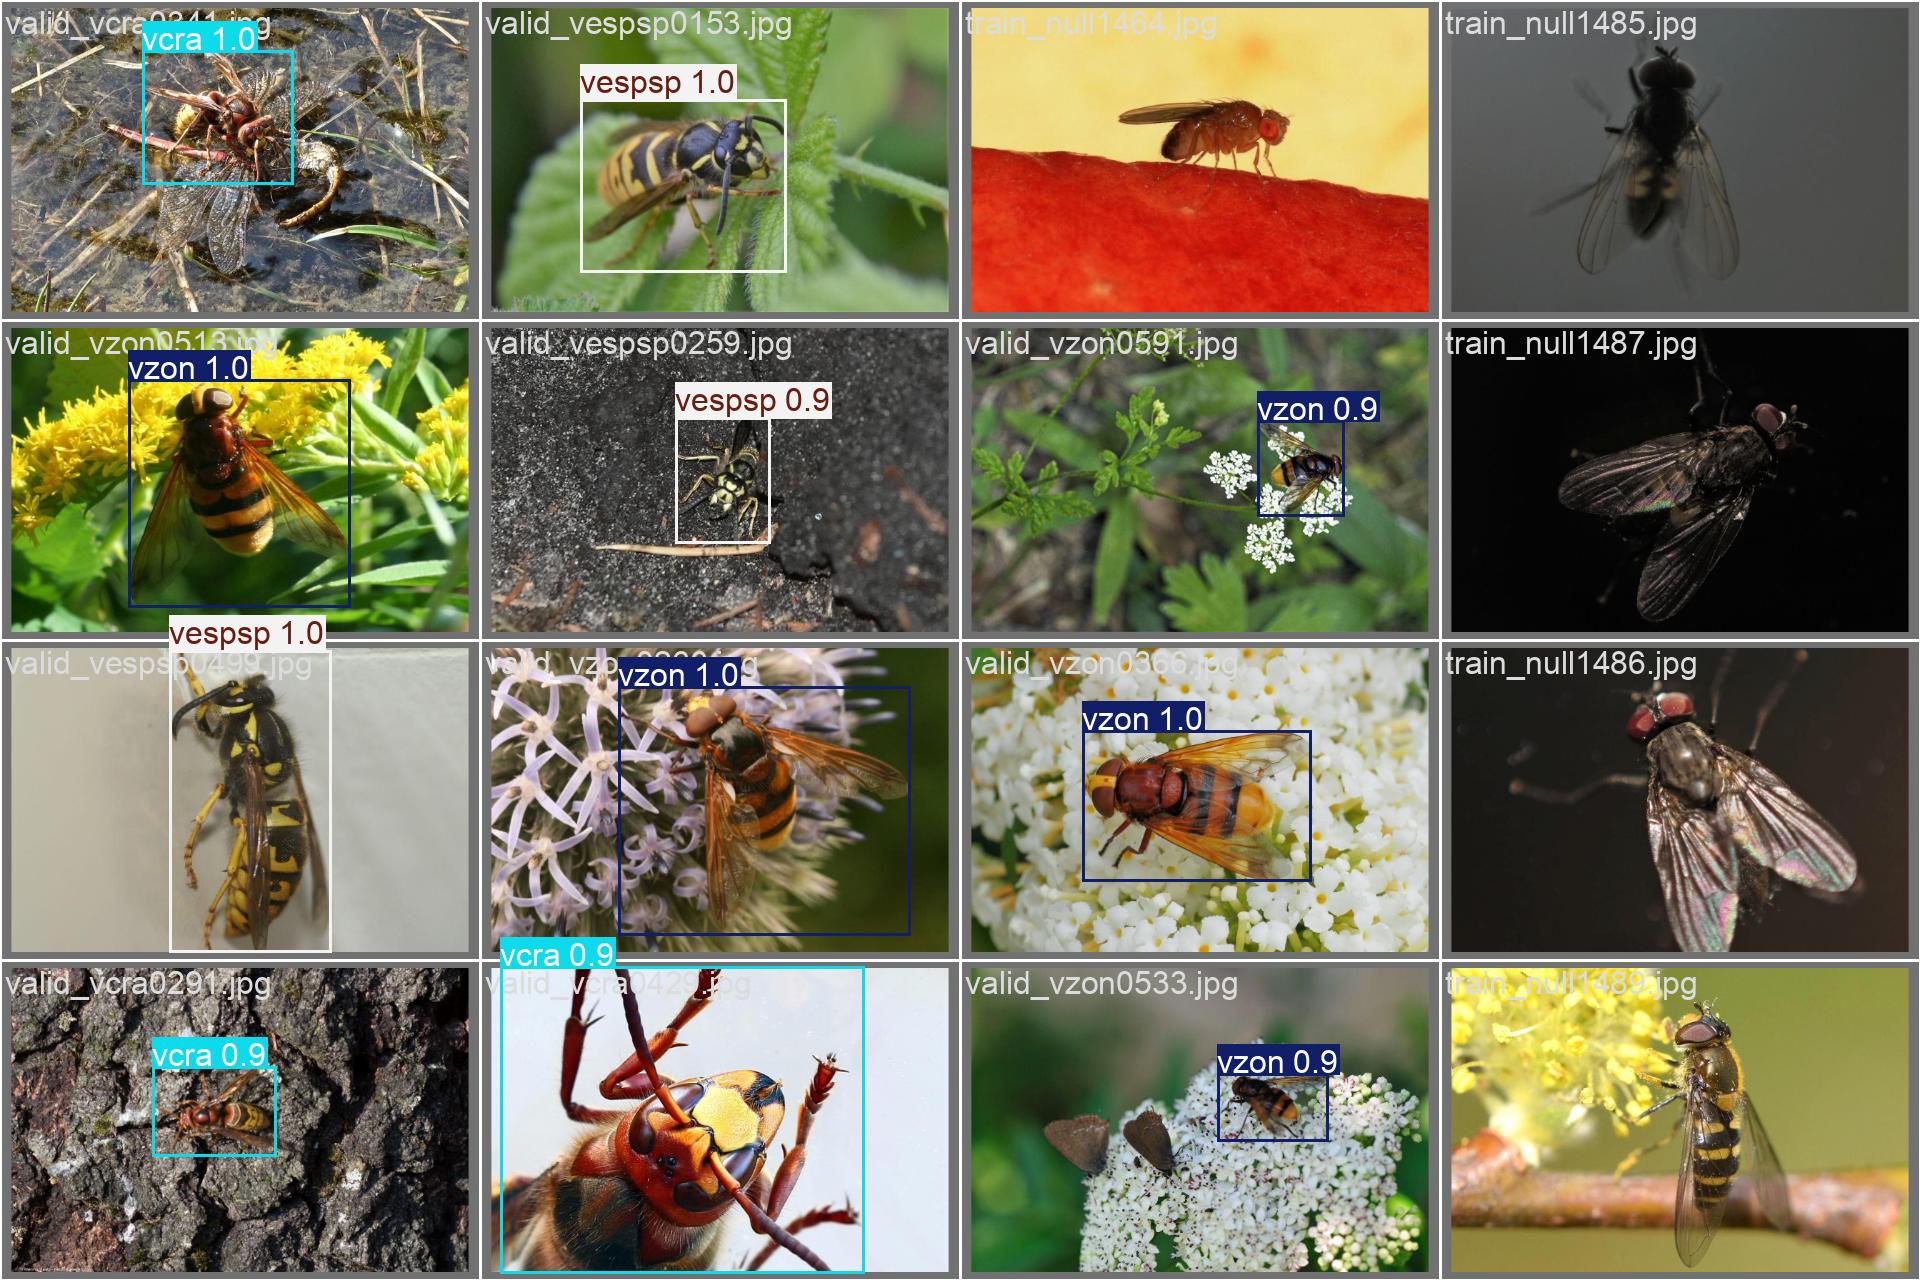 valid_vcra0341.jpg
vcra 1.0
valid_vespsp0153.jpg
vespsp 1.0
train_null1464.jpg
train_null1485.jpg
valid_vzon0513.jpg
vzon 1.0
valid_vespsp0259.jpg
vespsp 0.9
valid_vzon0591.jpg
vzon 0.9
train_null1487.jpg
valid_vespsp0499.jpg
vespsp 1.0
vzon 1.0
valid_vzon0366.jpg
vzon 1.0
train_null1486.jpg
valid_vcra0291.jpg
vcra 0.9
valid_vcra0429.jpg
vcra 0.9
valid_vzon0533.jpg
vzon 0.9
train_null1489.jpg